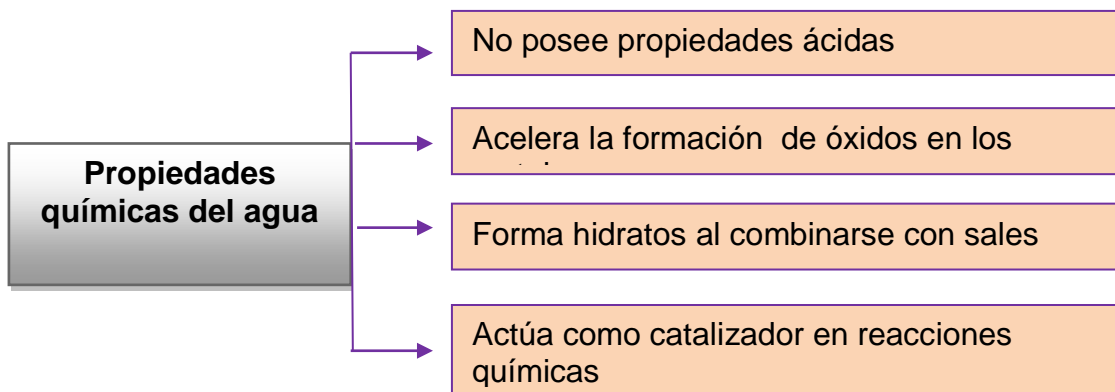 No posee propiedades ácidas
Acelera la formación  de óxidos en los
Propiedades
químicas del agua
Forma hidratos al combinarse con sales
Actúa como catalizador en reacciones
químicas